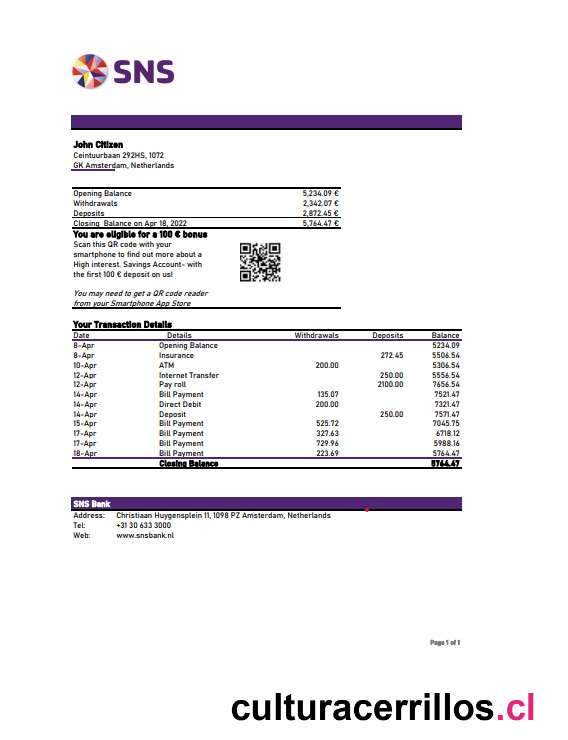 SNS
John Citizen
Ceintuurbaan 292HS, 1072
GK Amsterdam, Netherlands
Opening Balance 5,234.09 €
Withdrawals 2,342.07 €
Deposits 2,872.45 €
Closing Balance on Apr 18, 2022 5,764.47 €
You are eligible for a 100 € bonus
Scan this QR code with your
smartphone to find out more about a
High interest. Savings Account- with
the first 100 € deposit on us!
You may need to get a QR code reader
from your Smartphone App Store
Your Transaction Details
Date Details Withdrawals Deposits Balance
8-Apr Opening Balance 5234.09
8-Apr Insurance 272.45 5506.54
10-Apr ATM 200.00 5306.54
12-Apr Internet Transfer 250.00 5556.54
12-Apr Pay roll 2100.00 7656.54
14-Apr Bill Payment 135.07 7521.47
14-Apr Direct Debit 200.00 7321.47
14-Apr Deposit 250.00 7571.47
15-Apr Bill Payment 525.72 7045.75
17-Apr Bill Payment 327.63 6718.12
17-Apr Bill Payment 729.96 5988.16
18-Apr Bill Payment 223.69 5764.47
Closing Balance 5764.47
SNS Bank
Address: Christiaan Huygensplein 11, 1098 PZ Amsterdam, Netherlands
Tel: +31 30 633 3000
Web: www.snsbank.nl
Page 1 of 1
culturacerrillos.cl